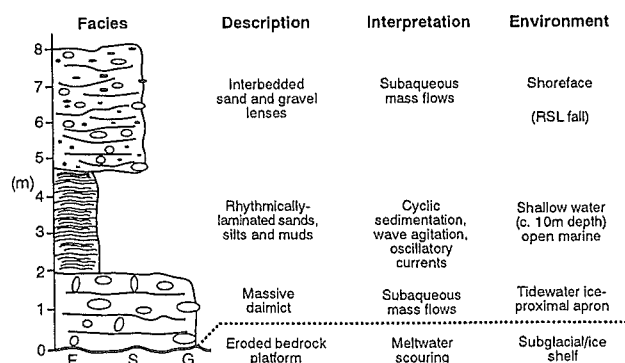 Facies Description Interpretation Environment
8
7
6
5
(m)
4
3
2
1
0
F S G
Interbedded
sand and gravel
lenses
Subaqueous
mass flows
Shoreface
(RSL fall)
Rhythmically-
laminated sands,
silts and muds
Cyclic
sedimentation,
wave agitation,
oscillatory
currents
Shallow water
(c. 10m depth)
open marine
Massive
daimict
Subaqueous
mass flows
Tidewater ice-
proximal apron
Eroded bedrock
platform
Meltwater
scouring
Subglacial/ice
shelf